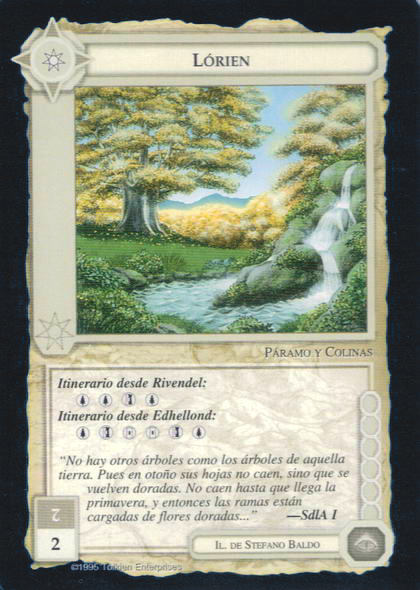 LÓRIEN
PÁRAMO Y COLINAS
Itinerario desde Rivendel:
Itinerario desde Edhellond:
“No hay otros árboles como los árboles de aquella
tierra. Pues en otoño sus hojas no caen, sino que se
vuelven doradas. No caen hasta que llega la
primavera, y entonces las ramas están
cargadas de flores doradas...” —SdlA I
2
2
IL. DE STEFANO BALDO
©1995 Tolkien Enterprises